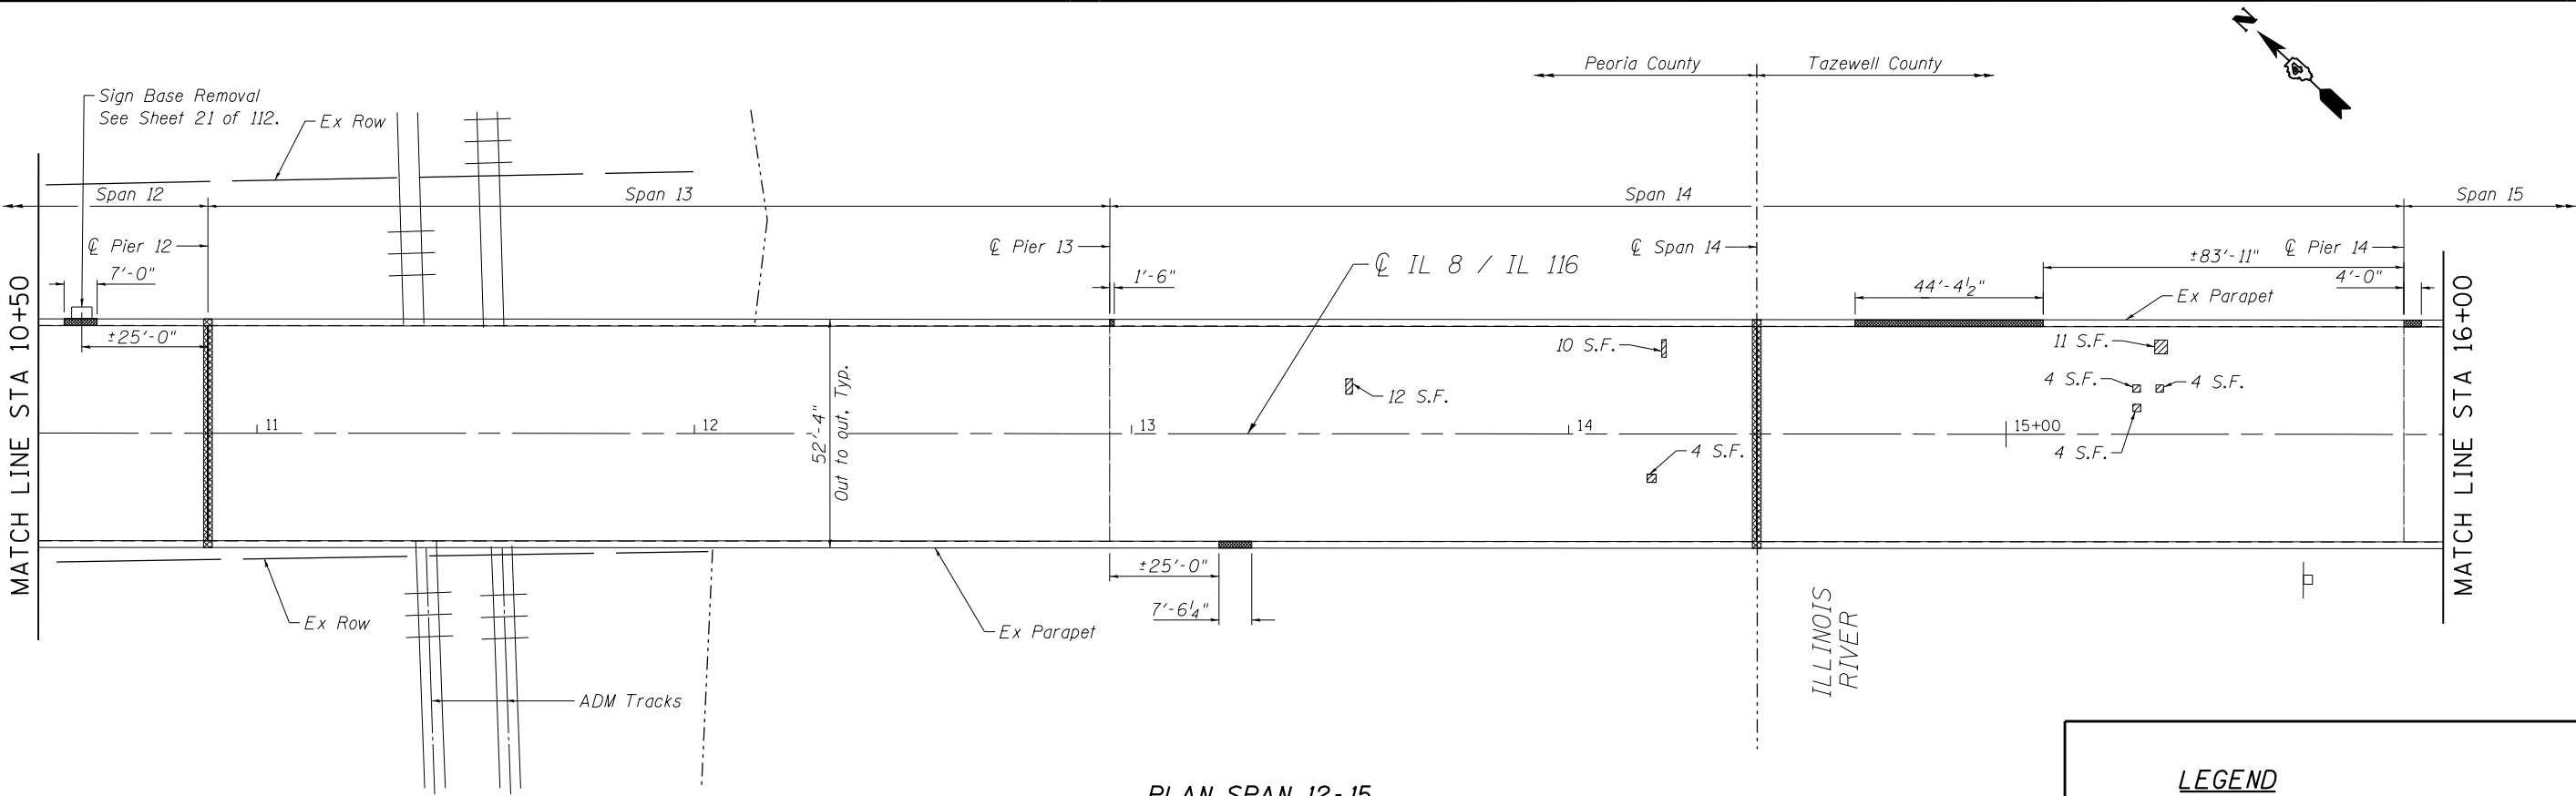 N
Peoria County
Tazewell County
Sign Base Removal
See Sheet 21 of 112.
Ex Row
Span 12
Span 13
Span 14
Span 15
℄ Pier 12
℄ Pier 13
℄ Span 14
℄ Pier 14
±83'-11"
7'-0"
1'-6"
℄ IL 8 / IL 116
44'-4½"
4'-0"
Ex Parapet
±25'-0"
10 S.F.
11 S.F.
4 S.F.
4 S.F.
12 S.F.
MATCH LINE STA 10+50
MATCH LINE STA 16+00
52'-4"
Out to out, Typ.
11
12
13
14
15+00
4 S.F.
4 S.F.
±25'-0"
7'-6¼"
Ex Row
Ex Parapet
ILLINOIS
RIVER
ADM Tracks
PLAN SPAN 12-15
LEGEND